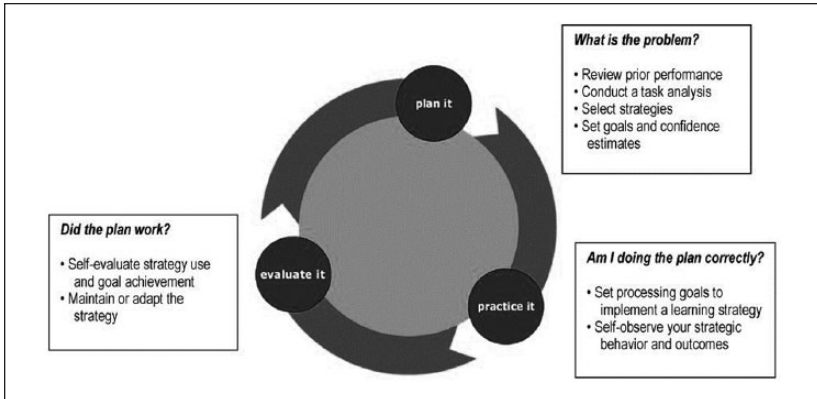 What is the problem?
• Review prior performance
• Conduct a task analysis
• Select strategies
• Set goals and confidence
estimates
plan it
Did the plan work?
• Self-evaluate strategy use
and goal achievement
• Maintain or adapt the
strategy
evaluate it
practice it
Am I doing the plan correctly?
• Set processing goals to
implement a learning strategy
• Self-observe your strategic
behavior and outcomes